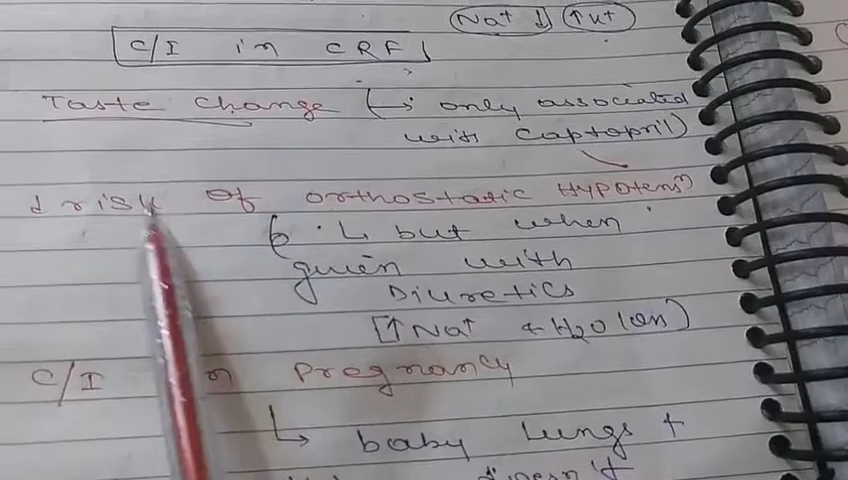 Na+ ↓ ↑K+
C/I in CRF
Taste change (→ only associated
with captopril)
↓ risk of orthostatic Hypotensn
( ↳ but when
given with
Diuretics
[↑Na+ & H2O loss)
C/I in Pregnancy
↳ baby lungs +
doesn't